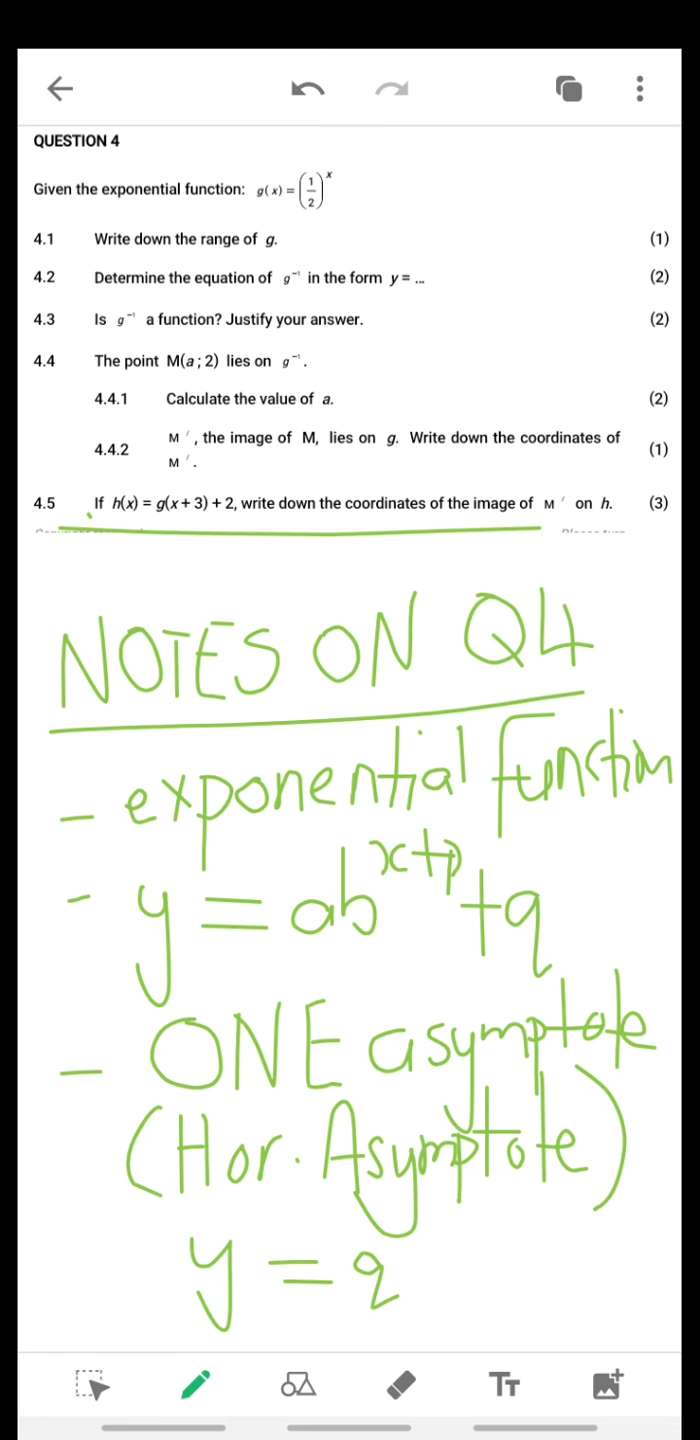 QUESTION 4
Given the exponential function: g(x) = (1/2)^x
4.1 Write down the range of g. (1)
4.2 Determine the equation of g⁻¹ in the form y = ... (2)
4.3 Is g⁻¹ a function? Justify your answer. (2)
4.4 The point M(a ; 2) lies on g⁻¹.
4.4.1 Calculate the value of a. (2)
4.4.2 M ′, the image of M, lies on g. Write down the coordinates of M ′. (1)
4.5 If h(x) = g(x + 3) + 2, write down the coordinates of the image of M ′ on h. (3)
NOTES ON Q4
- exponential function
- y = ab^(x+p) + q
- ONE asymptote
(Hor. Asymptote)
y = q
TT